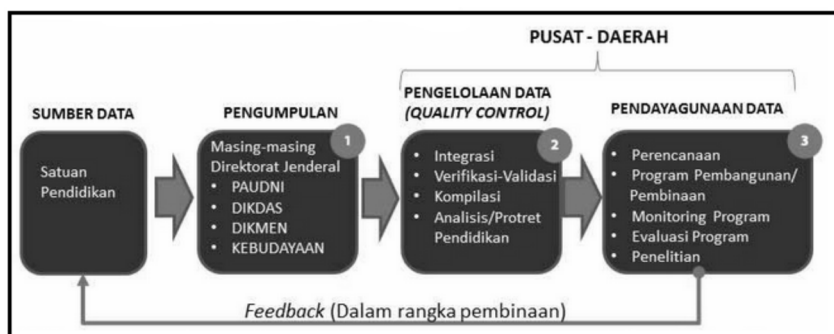 PUSAT - DAERAH
SUMBER DATA
Satuan
Pendidikan
PENGUMPULAN
1
Masing-masing
Direktorat Jenderal
• PAUDNI
• DIKDAS
• DIKMEN
• KEBUDAYAAN
PENGELOLAAN DATA
(QUALITY CONTROL)
2
• Integrasi
• Verifikasi-Validasi
• Kompilasi
• Analisis/Protret
Pendidikan
PENDAYAGUNAAN DATA
3
• Perencanaan
• Program Pembangunan/
Pembinaan
• Monitoring Program
• Evaluasi Program
• Penelitian
Feedback (Dalam rangka pembinaan)